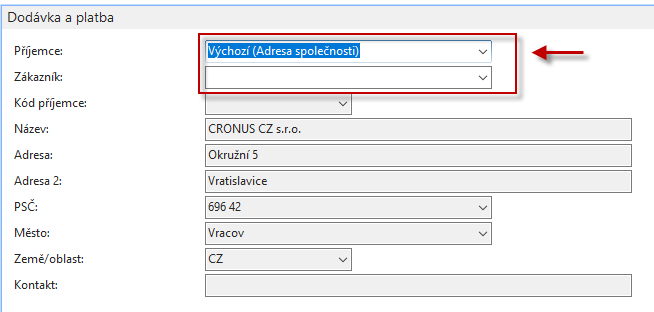 Dodávka a platba
Příjemce: Výchozí (Adresa společnosti)
Zákazník:
Kód příjemce:
Název: CRONUS CZ s.r.o.
Adresa: Okružní 5
Adresa 2: Vratislavice
PSČ: 696 42
Město: Vracov
Země/oblast: CZ
Kontakt: